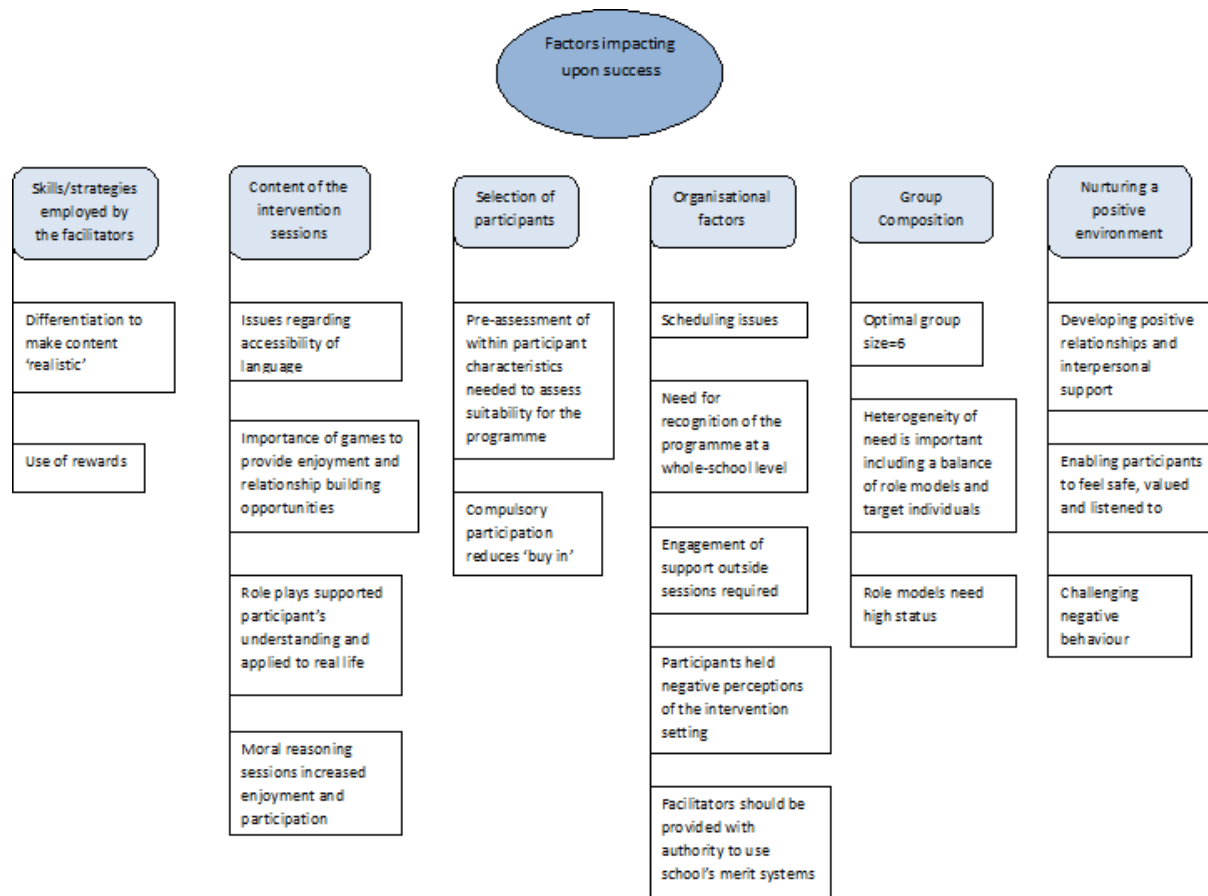 Factors impacting
upon success
Skills/strategies
employed by
the facilitators
Differentiation to
make content
‘realistic’
Use of rewards
Content of the
intervention
sessions
Issues regarding
accessibility of
language
Importance of games to
provide enjoyment and
relationship building
opportunities
Role plays supported
participant’s
understanding and
applied to real life
Moral reasoning
sessions increased
enjoyment and
participation
Selection of
participants
Pre-assessment of
within participant
characteristics
needed to assess
suitability for the
programme
Compulsory
participation
reduces ‘buy in’
Organisational
factors
Scheduling issues
Need for
recognition of the
programme at a
whole-school level
Engagement of
support outside
sessions required
Participants held
negative perceptions
of the intervention
setting
Facilitators should be
provided with
authority to use
school’s merit systems
Group
Composition
Optimal group
size=6
Heterogeneity of
need is important
including a balance
of role models and
target individuals
Role models need
high status
Nurturing a
positive
environment
Developing positive
relationships and
interpersonal
support
Enabling participants
to feel safe, valued
and listened to
Challenging
negative
behaviour